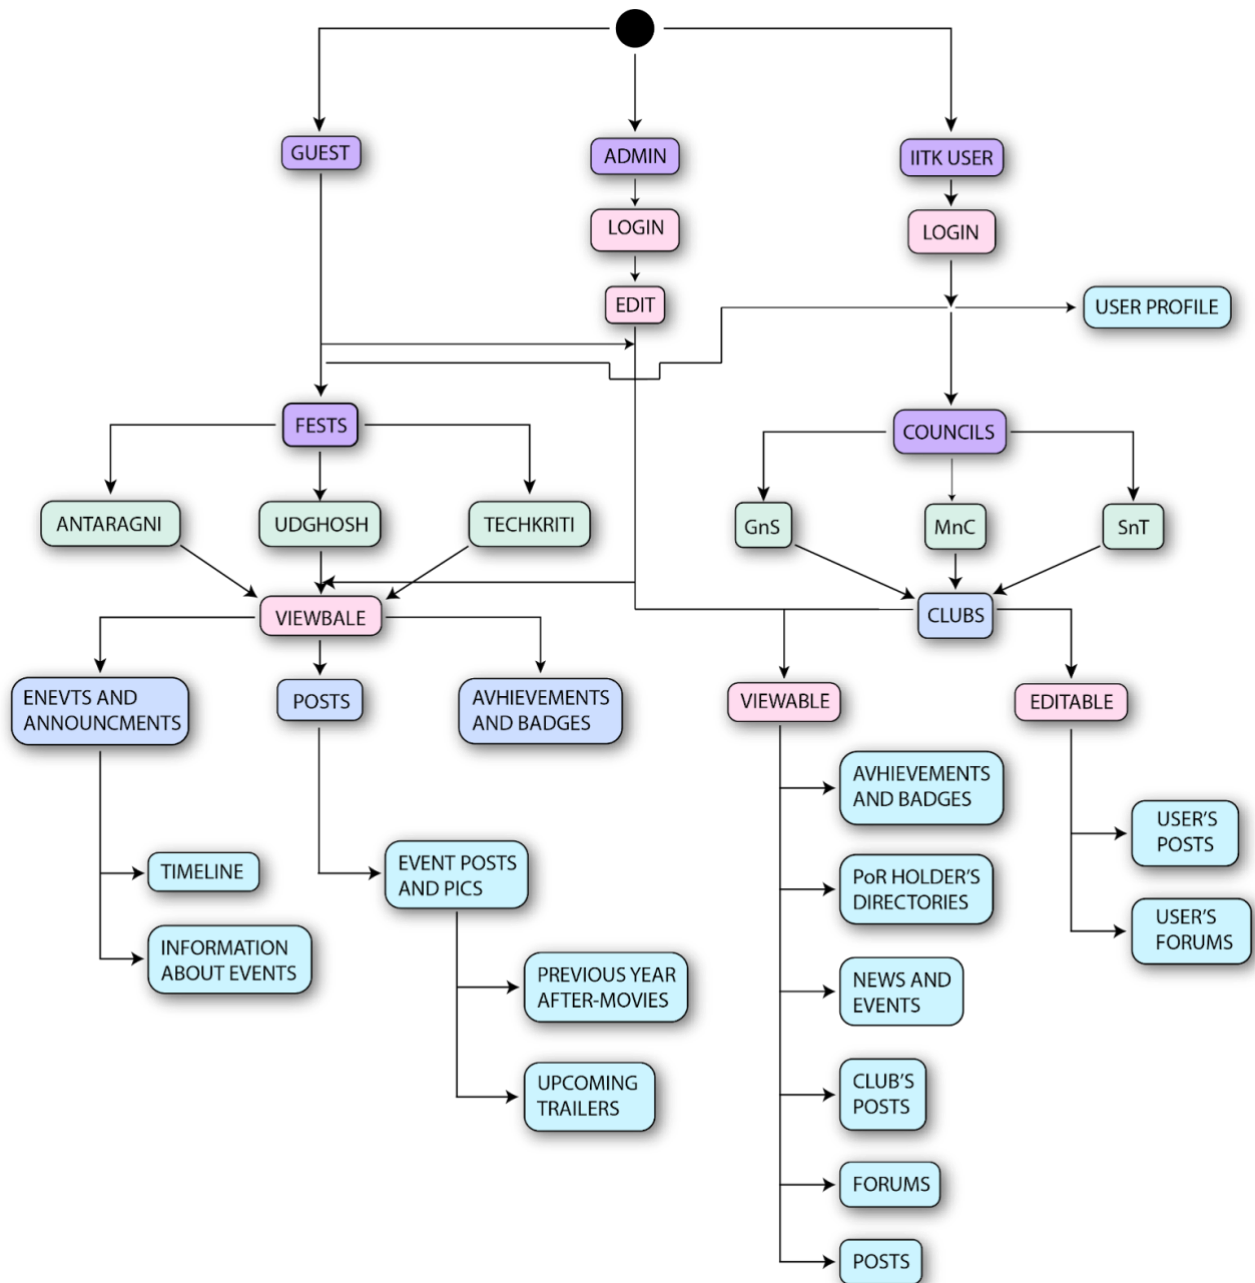 GUEST
ADMIN
IITK USER
LOGIN
LOGIN
EDIT
USER PROFILE
FESTS
COUNCILS
ANTARAGNI
UDGHOSH
TECHKRITI
GnS
MnC
SnT
VIEWBALE
CLUBS
ENEVTS AND
ANNOUNCMENTS
POSTS
AVHIEVEMENTS
AND BADGES
VIEWABLE
EDITABLE
AVHIEVEMENTS
AND BADGES
USER'S
POSTS
TIMELINE
EVENT POSTS
AND PICS
PoR HOLDER'S
DIRECTORIES
USER'S
FORUMS
INFORMATION
ABOUT EVENTS
PREVIOUS YEAR
AFTER-MOVIES
NEWS AND
EVENTS
UPCOMING
TRAILERS
CLUB'S
POSTS
FORUMS
POSTS